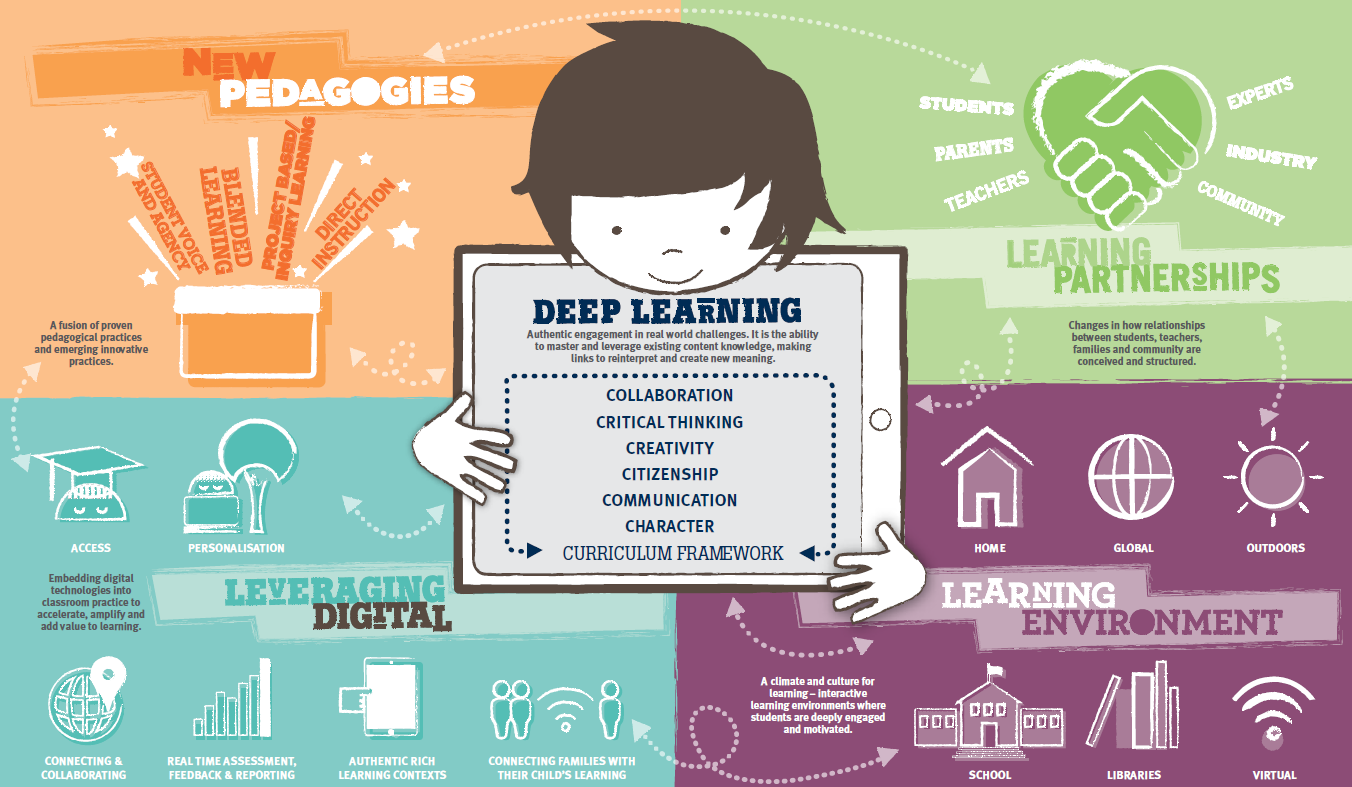 NEW
PEDAGOGIES
STUDENT VOICE
AND AGENCY
BLENDED
LEARNING
PROJECT BASED/
INQUIRY LEARNING
DIRECT
INSTRUCTION
A fusion of proven
pedagogical practices
and emerging innovative
practices.
STUDENTS
PARENTS
TEACHERS
EXPERTS
INDUSTRY
COMMUNITY
LEARNING
PARTNERSHIPS
Changes in how relationships
between students, teachers,
families and community are
conceived and structured.
DEEP LEARNING
Authentic engagement in real world challenges. It is the ability
to master and leverage existing content knowledge, making
links to reinterpret and create new meaning.
COLLABORATION
CRITICAL THINKING
CREATIVITY
CITIZENSHIP
COMMUNICATION
CHARACTER
CURRICULUM FRAMEWORK
ACCESS
PERSONALISATION
Embedding digital
technologies into
classroom practice to
accelerate, amplify and
add value to learning.
LEVERAGING
DIGITAL
CONNECTING &
COLLABORATING
REAL TIME ASSESSMENT,
FEEDBACK & REPORTING
AUTHENTIC RICH
LEARNING CONTEXTS
CONNECTING FAMILIES WITH
THEIR CHILD'S LEARNING
HOME
GLOBAL
OUTDOORS
LEARNING
ENVIRONMENT
A climate and culture for
learning – interactive
learning environments where
students are deeply engaged
and motivated.
SCHOOL
LIBRARIES
VIRTUAL